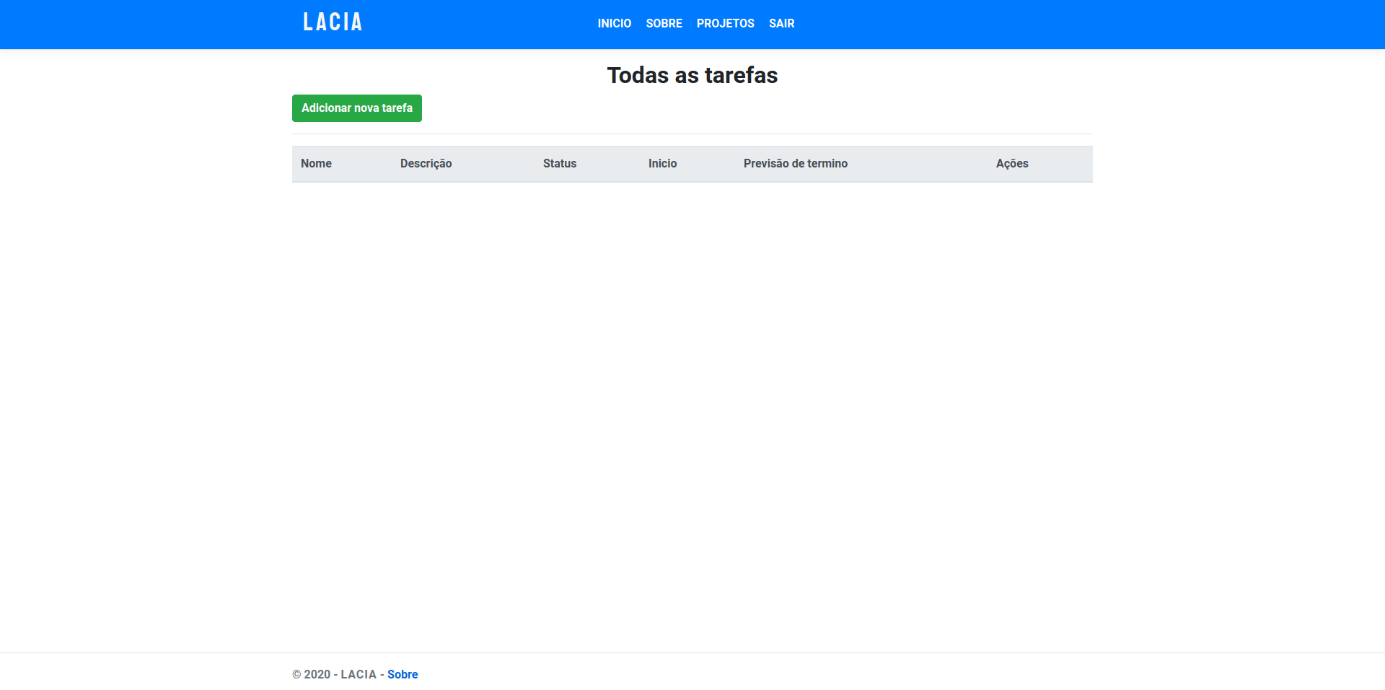 LACIA INICIO SOBRE PROJETOS SAIR
Todas as tarefas
Adicionar nova tarefa
Nome Descrição Status Inicio Previsão de termino Ações
© 2020 - LACIA - Sobre